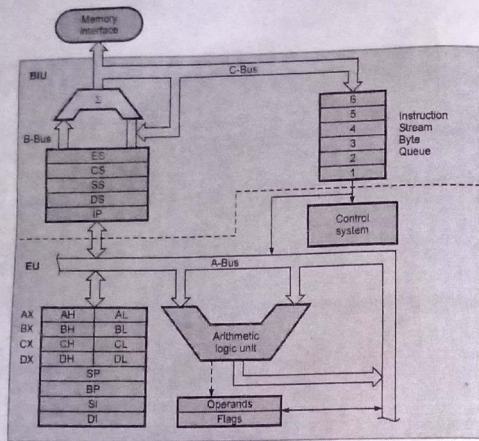 Memory
interface
BIU
C-Bus
Σ
B-Bus
6
5
4
3
2
1
Instruction
Stream
Byte
Queue
ES
CS
SS
DS
IP
Control
system
EU
A-Bus
AX AH AL
BX BH BL
CX CH CL
DX DH DL
SP
BP
SI
DI
Arithmetic
logic unit
Operands
Flags